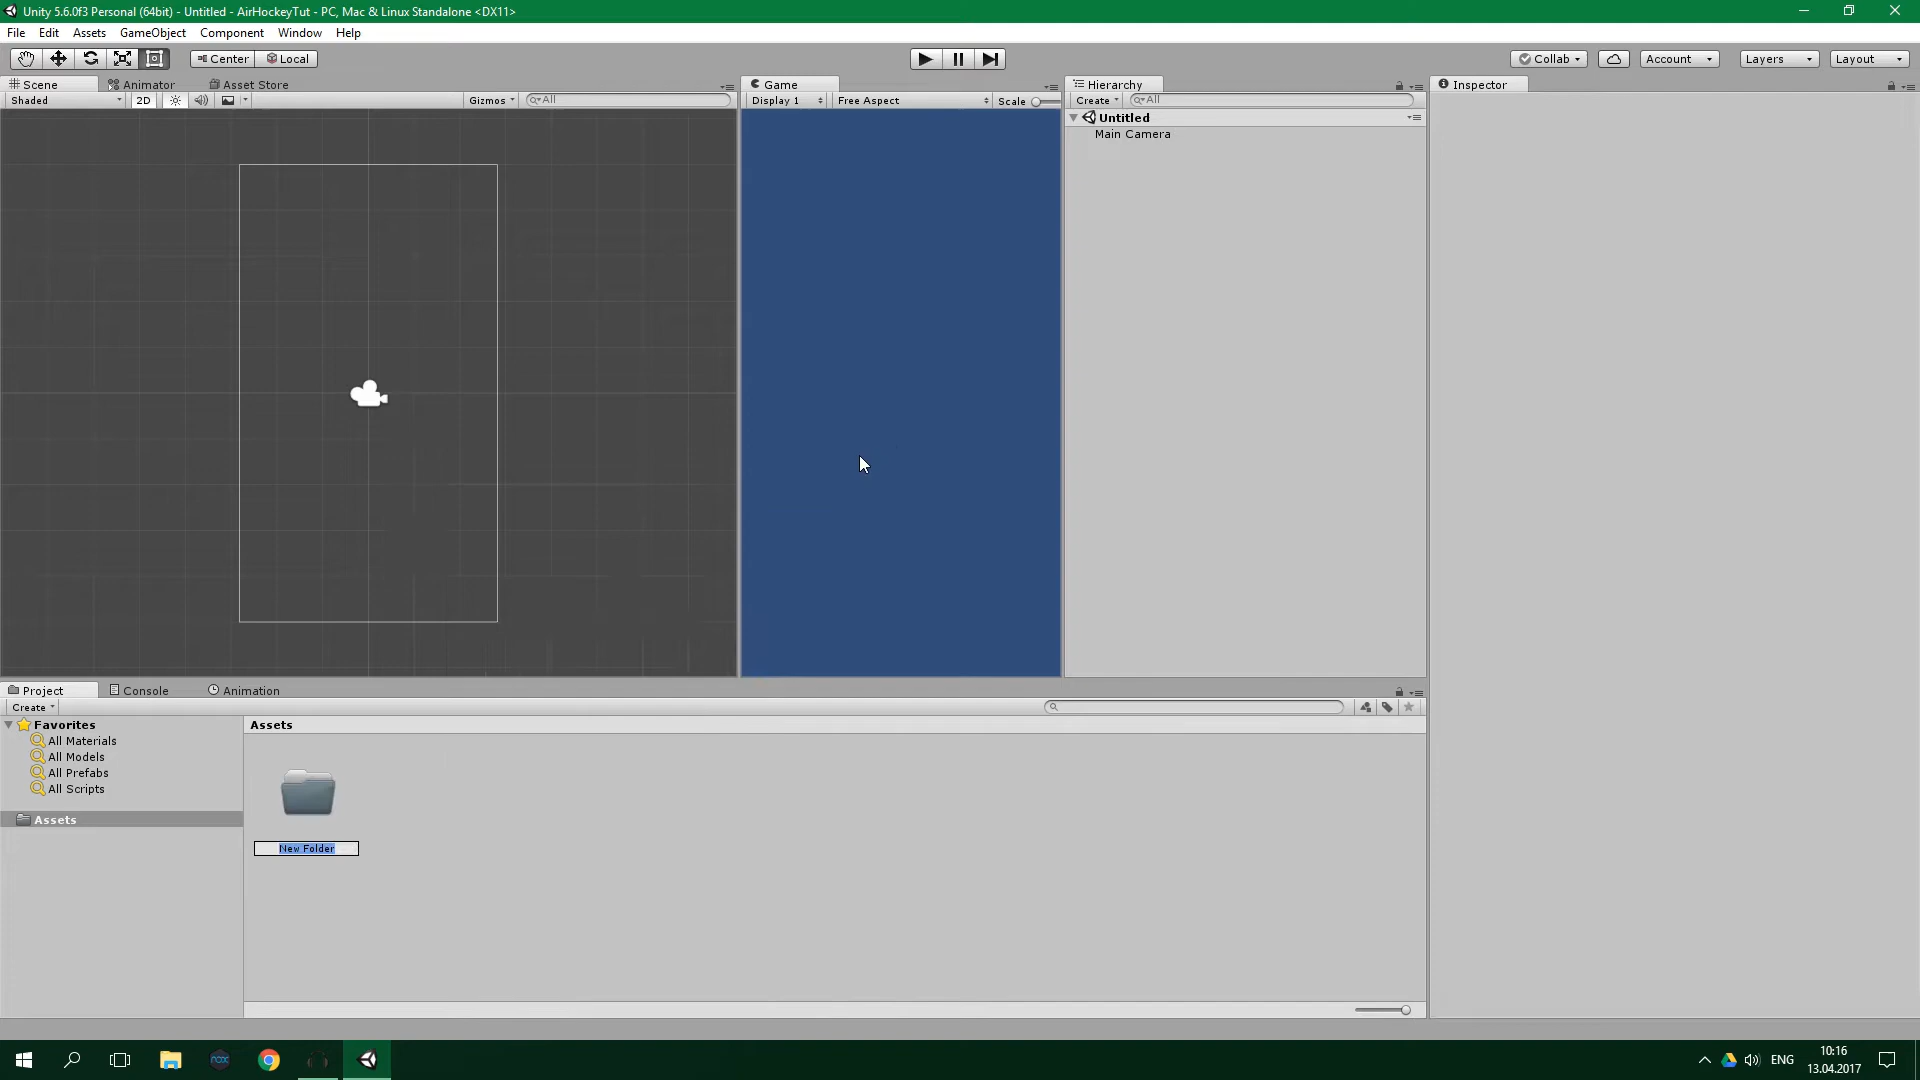 Unity 5.6.0f3 Personal (64bit) - Untitled - AirHockeyTut - PC, Mac & Linux Standalone <DX11>
File Edit Assets GameObject Component Window Help
Center Local Collab Account Layers Layout
Scene Animator Asset Store Game Hierarchy Inspector
Shaded 2D Gizmos All Display 1 Free Aspect Scale Create All
Untitled
Main Camera
Project Console Animation
Create
Favorites Assets
All Materials
All Models
All Prefabs
All Scripts
Assets
New Folder
nox
ENG 10:16
13.04.2017